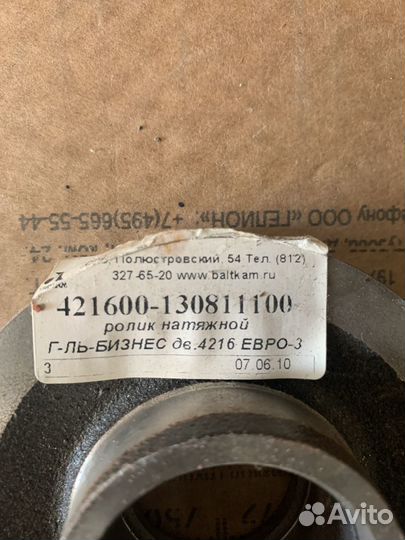 ефону ООО «ГЕЛИОН» +7(495)665-55-44
Полюстровский, 54 Тел. (812)
327-65-20 www.baltkam.ru
421600-130811100
ролик натяжной
Г-ЛЬ-БИЗНЕС дв.4216 ЕВРО-3
3
07.06.10
Avito